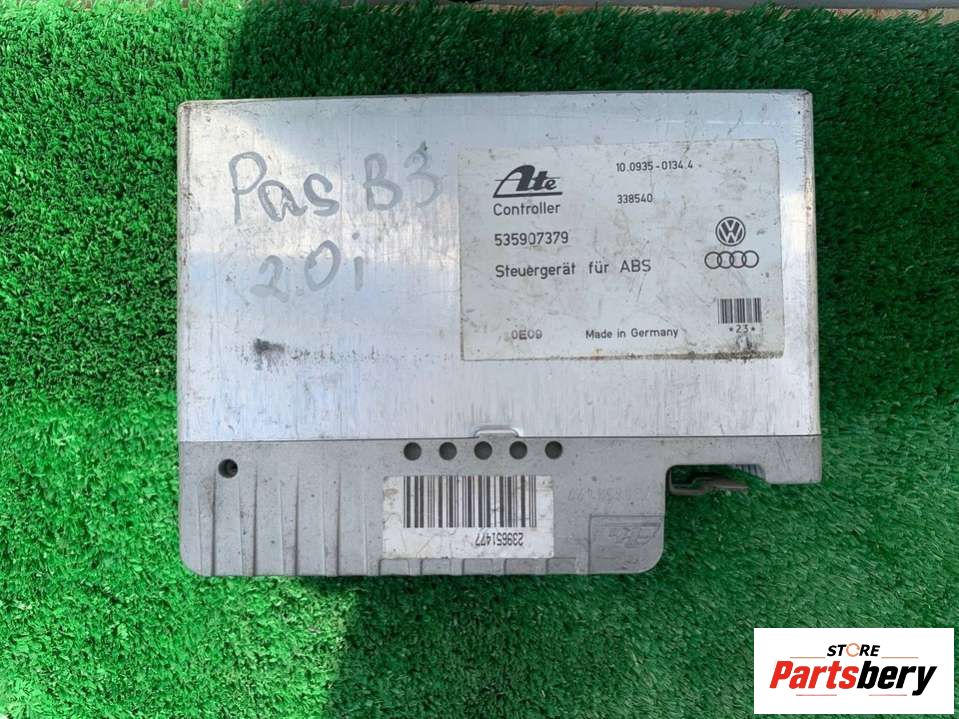 Pas B3
2.0i
Ate
10.0935-0134.4
Controller
338540
535907379
Steuergerät für ABS
0E09
Made in Germany
*23*
239651477
Ate
STORE
Partsbery